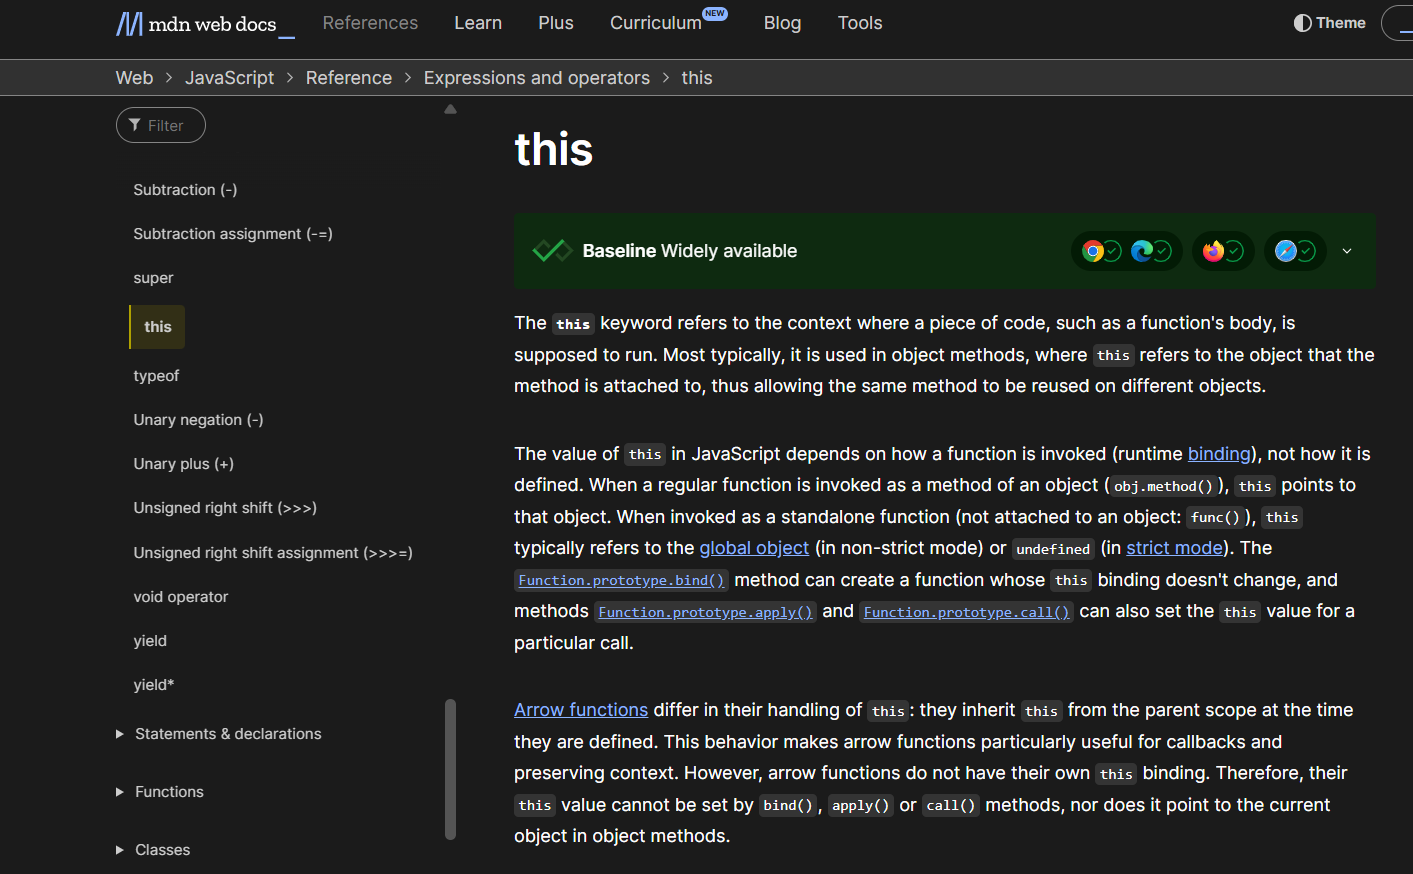 mdn web docs_
References
Learn
Plus
Curriculum NEW
Blog
Tools
Theme
Web > JavaScript > Reference > Expressions and operators > this
Filter
Subtraction (-)
Subtraction assignment (-=)
super
this
typeof
Unary negation (-)
Unary plus (+)
Unsigned right shift (>>>)
Unsigned right shift assignment (>>>=)
void operator
yield
yield*
Statements & declarations
Functions
Classes
this
Baseline Widely available
The this keyword refers to the context where a piece of code, such as a function's body, is
supposed to run. Most typically, it is used in object methods, where this refers to the object that the
method is attached to, thus allowing the same method to be reused on different objects.
The value of this in JavaScript depends on how a function is invoked (runtime binding), not how it is
defined. When a regular function is invoked as a method of an object (obj.method()), this points to
that object. When invoked as a standalone function (not attached to an object: func()), this
typically refers to the global object (in non-strict mode) or undefined (in strict mode). The
Function.prototype.bind() method can create a function whose this binding doesn't change, and
methods Function.prototype.apply() and Function.prototype.call() can also set the this value for a
particular call.
Arrow functions differ in their handling of this: they inherit this from the parent scope at the time
they are defined. This behavior makes arrow functions particularly useful for callbacks and
preserving context. However, arrow functions do not have their own this binding. Therefore, their
this value cannot be set by bind(), apply() or call() methods, nor does it point to the current
object in object methods.